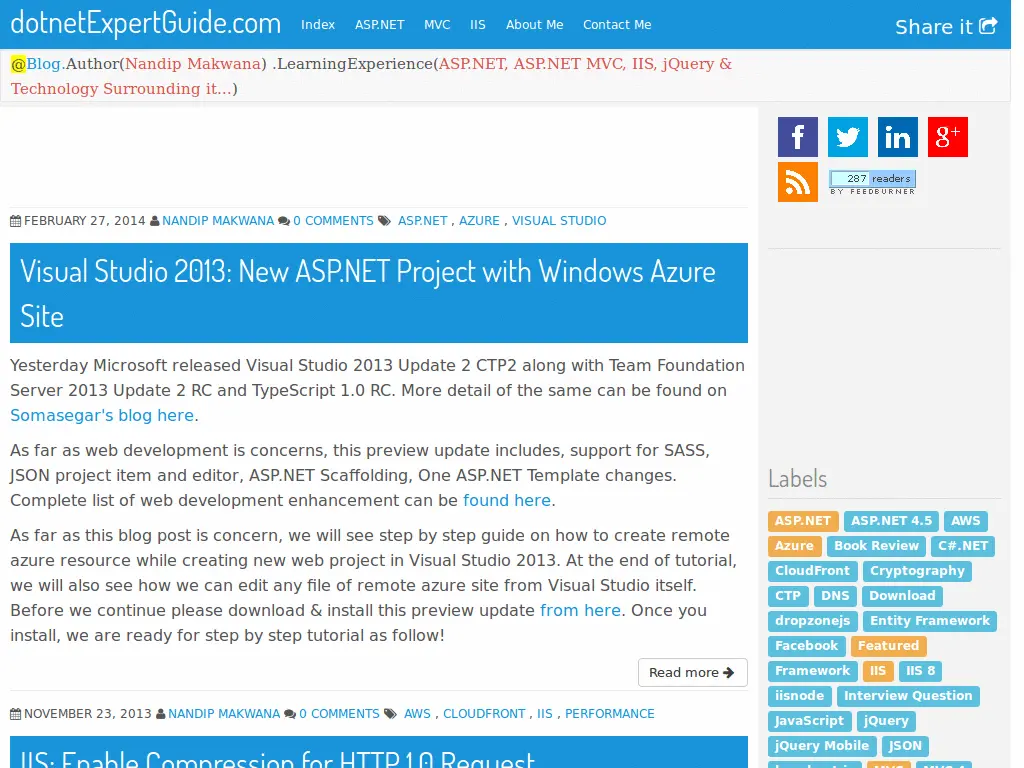 dotnetExpertGuide.com Index ASP.NET MVC IIS About Me Contact Me Share it
@Blog.Author(Nandip Makwana) .LearningExperience(ASP.NET, ASP.NET MVC, IIS, jQuery &
Technology Surrounding it...)
FEBRUARY 27, 2014 NANDIP MAKWANA 0 COMMENTS ASP.NET , AZURE , VISUAL STUDIO
Visual Studio 2013: New ASP.NET Project with Windows Azure
Site
Yesterday Microsoft released Visual Studio 2013 Update 2 CTP2 along with Team Foundation
Server 2013 Update 2 RC and TypeScript 1.0 RC. More detail of the same can be found on
Somasegar's blog here.
As far as web development is concerns, this preview update includes, support for SASS,
JSON project item and editor, ASP.NET Scaffolding, One ASP.NET Template changes.
Complete list of web development enhancement can be found here.
As far as this blog post is concern, we will see step by step guide on how to create remote
azure resource while creating new web project in Visual Studio 2013. At the end of tutorial,
we will also see how we can edit any file of remote azure site from Visual Studio itself.
Before we continue please download & install this preview update from here. Once you
install, we are ready for step by step tutorial as follow!
Read more
NOVEMBER 23, 2013 NANDIP MAKWANA 0 COMMENTS AWS , CLOUDFRONT , IIS , PERFORMANCE
IIS: Enable Compression for HTTP 1.0 Request
f in g+
287 readers
BY FEEDBURNER
Labels
ASP.NET ASP.NET 4.5 AWS
Azure Book Review C#.NET
CloudFront Cryptography
CTP DNS Download
dropzonejs Entity Framework
Facebook Featured
Framework IIS IIS 8
iisnode Interview Question
JavaScript jQuery
jQuery Mobile JSON